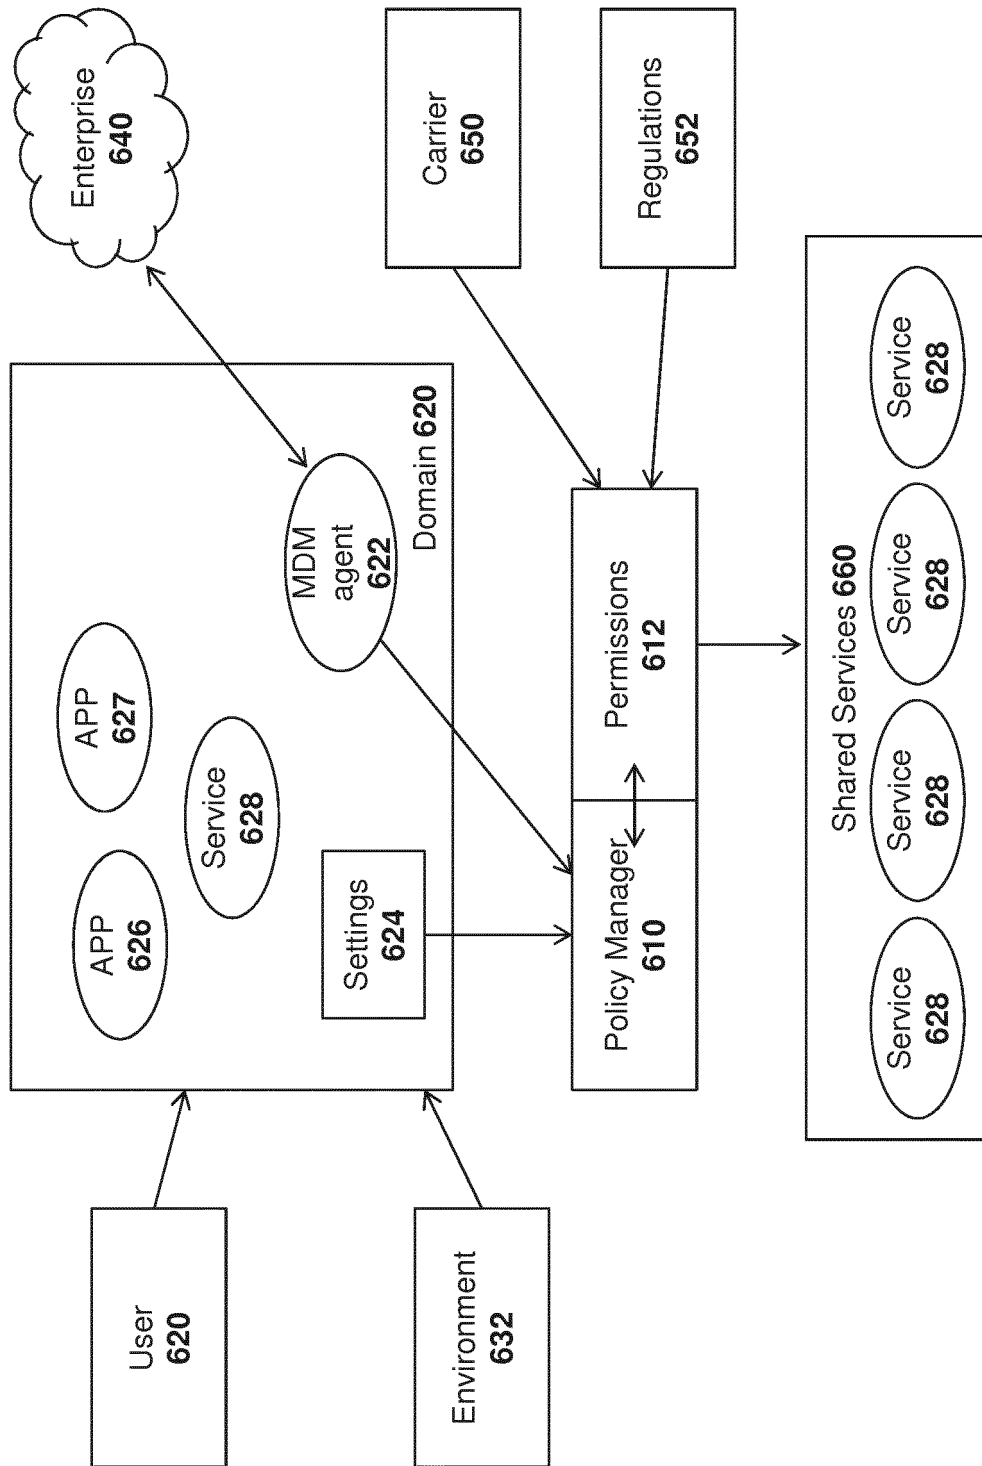 Enterprise
640
User
620
APP
626
APP
627
Service
628
MDM
agent
622
Settings
624
Domain 620
Environment
632
Carrier
650
Policy Manager
610
Permissions
612
Regulations
652
Shared Services 660
Service
628
Service
628
Service
628
Service
628